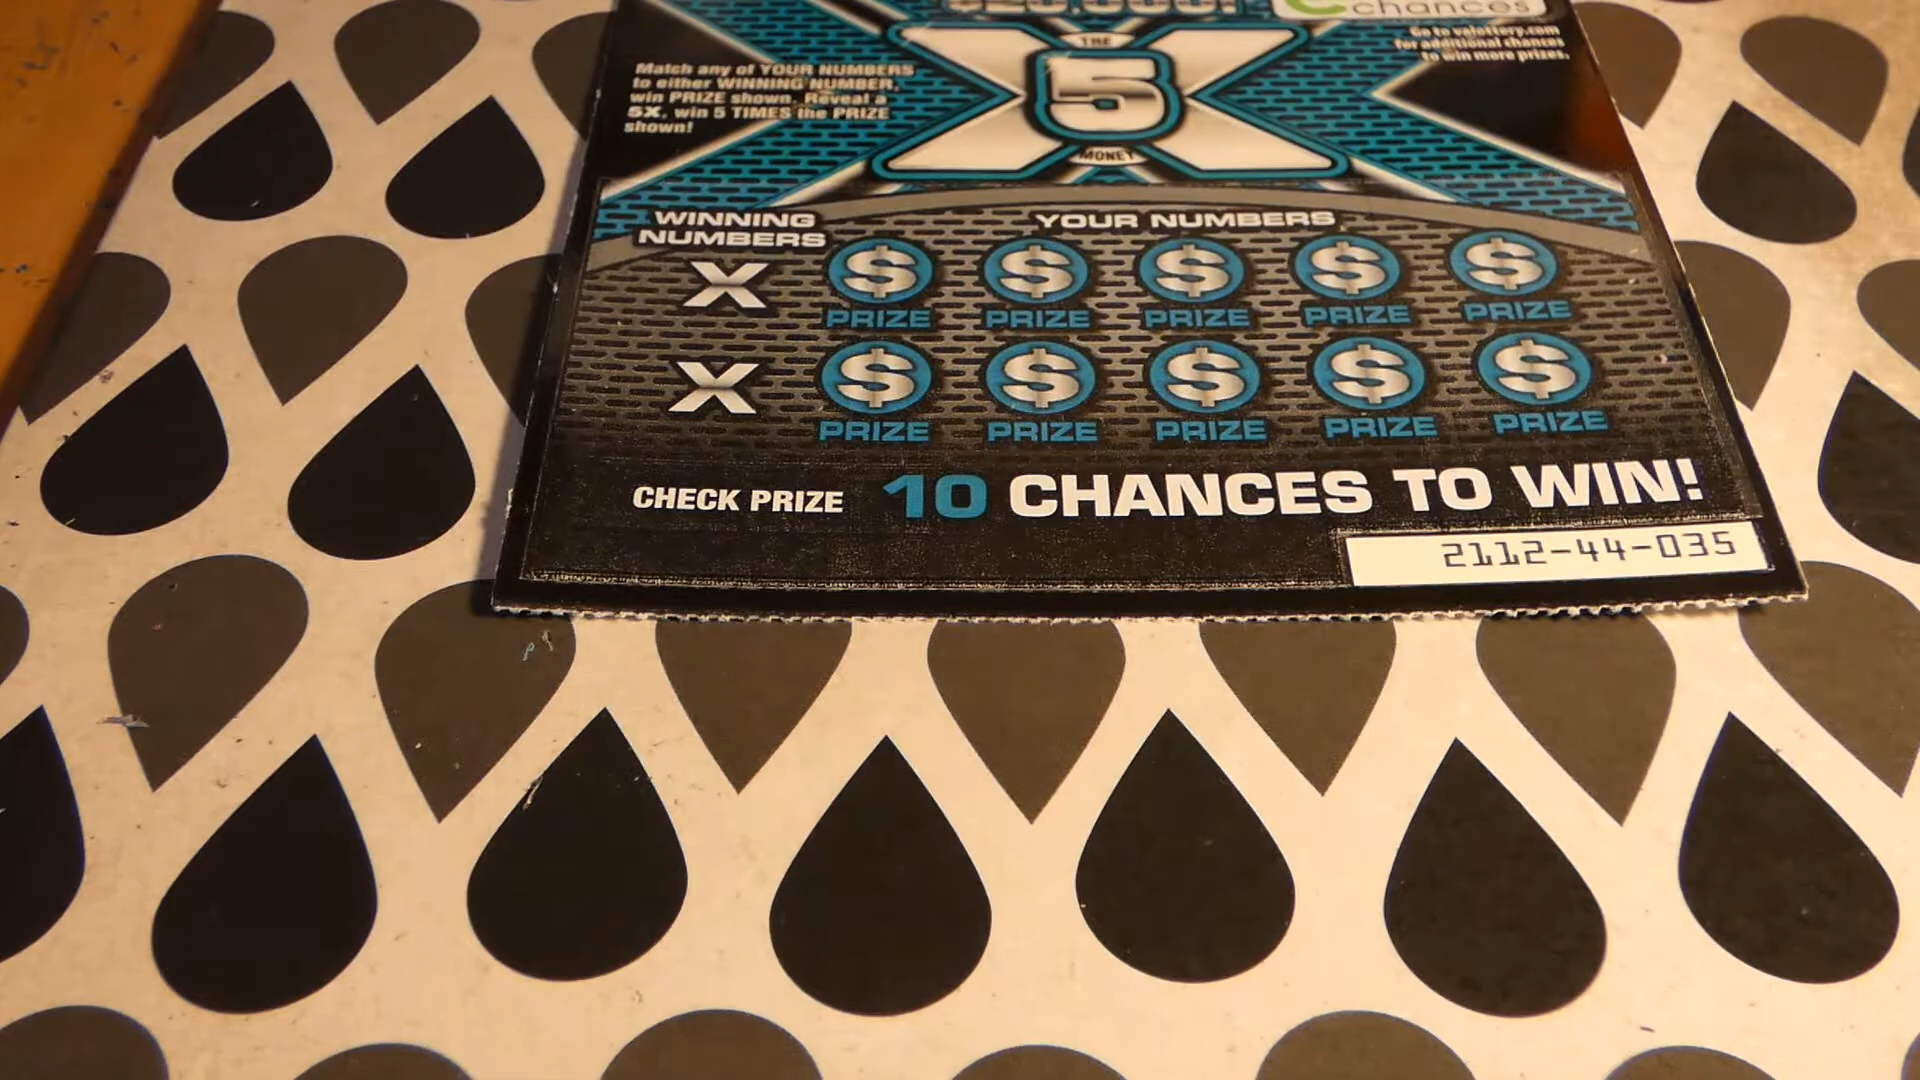 $20,000!
chances
Go to valottery.com
for additional chances
to win more prizes.
THE
5X
MONEY
Match any of YOUR NUMBERS
to either WINNING NUMBER,
win PRIZE shown. Reveal a
5X, win 5 TIMES the PRIZE
shown!
WINNING
NUMBERS
YOUR NUMBERS
X $ $ $ $ $
PRIZE PRIZE PRIZE PRIZE PRIZE
X $ $ $ $ $
PRIZE PRIZE PRIZE PRIZE PRIZE
CHECK PRIZE 10 CHANCES TO WIN!
2112-44-035